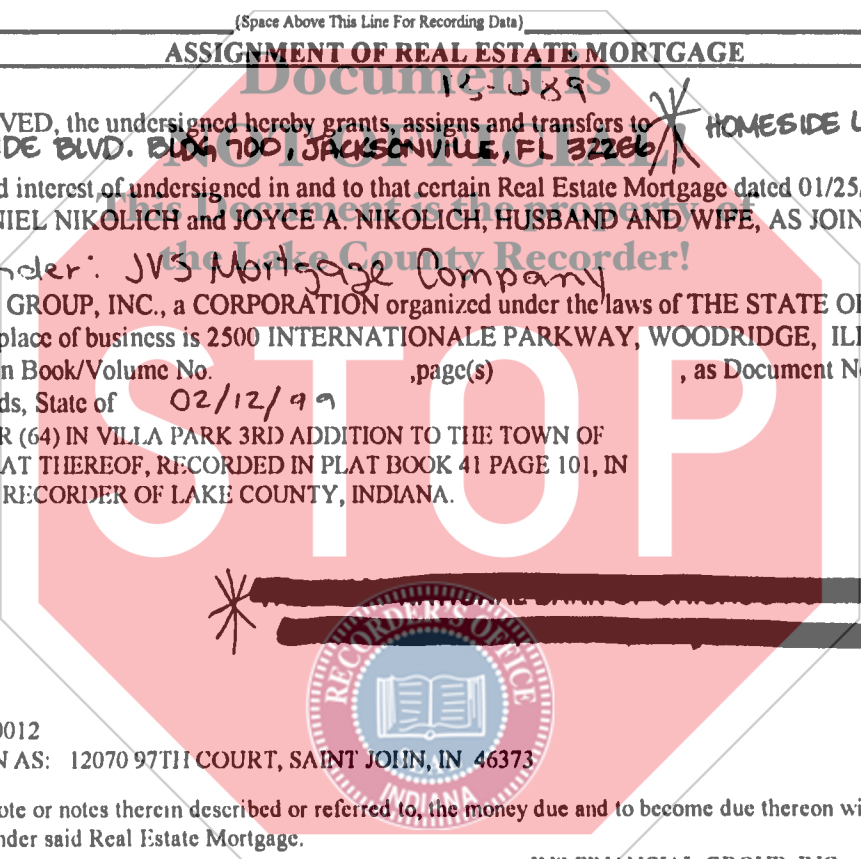 {Space Above This Line For Recording Data}
ASSIGNMENT OF REAL ESTATE MORTGAGE
Document is
VED, the undersigned hereby grants, assigns and transfers to HOMESIDE L
DE BLVD. BLDG 700, JACKSONVILLE, FL 32256
NOT OFFICIAL!
d interest of undersigned in and to that certain Real Estate Mortgage dated 01/25,
This Document is the property of
NIEL NIKOLICH and JOYCE A. NIKOLICH, HUSBAND AND WIFE, AS JOIN
the Lake County Recorder!
nder: JVS Mortgage Company
GROUP, INC., a CORPORATION organized under the laws of THE STATE OF
place of business is 2500 INTERNATIONALE PARKWAY, WOODRIDGE, ILI
n Book/Volume No. ,page(s) , as Document No
ds, State of 02/12/99
R (64) IN VILLA PARK 3RD ADDITION TO THE TOWN OF
AT THEREOF, RECORDED IN PLAT BOOK 41 PAGE 101, IN
RECORDER OF LAKE COUNTY, INDIANA.
STOP
RECORDER'S OFFICE
INDIANA
0012
N AS: 12070 97TH COURT, SAINT JOHN, IN 46373
ote or notes therein described or referred to, the money due and to become due thereon wi
nder said Real Estate Mortgage.